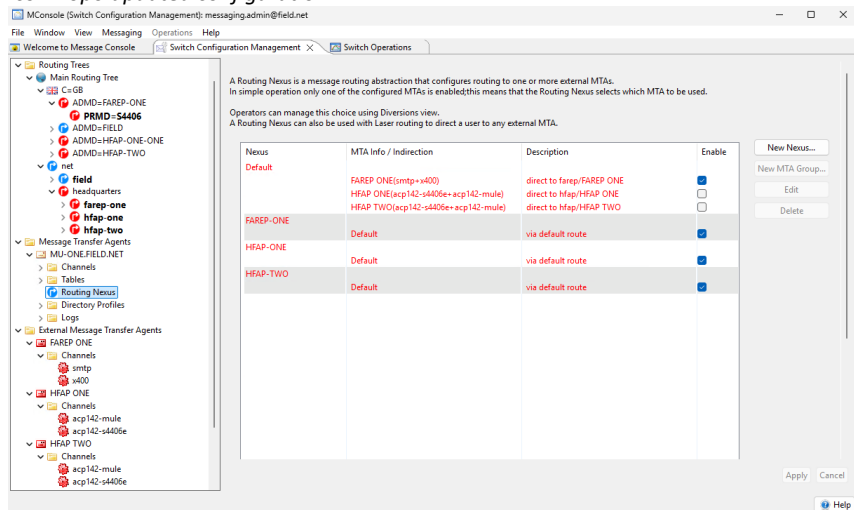 MConsole (Switch Configuration Management): messaging.admin@field.net
File Window View Messaging Operations Help
Welcome to Message Console
Switch Configuration Management
Switch Operations
Routing Trees
Main Routing Tree
C=GB
ADMD=FAREP-ONE
PRMD=S4406
ADMD=FIELD
ADMD=HFAP-ONE-ONE
ADMD=HFAP-TWO
net
field
headquarters
farep-one
hfap-one
hfap-two
Message Transfer Agents
MU-ONE.FIELD.NET
Channels
Tables
Routing Nexus
Directory Profiles
Logs
External Message Transfer Agents
FAREP ONE
Channels
smtp
x400
HFAP ONE
Channels
acp142-mule
acp142-s4406e
HFAP TWO
Channels
acp142-mule
acp142-s4406e
A Routing Nexus is a message routing abstraction that configures routing to one or more external MTAs.
In simple operation only one of the configured MTAs is enabled;this means that the Routing Nexus selects which MTA to be used.
Operators can manage this choice using Diversions view.
A Routing Nexus can also be used with Laser routing to direct a user to any external MTA.
Nexus MTA Info / Indirection Description Enable
Default
FAREP ONE(smtp+x400) direct to farep/FAREP ONE
HFAP ONE(acp142-s4406e+acp142-mule) direct to hfap/HFAP ONE
HFAP TWO(acp142-s4406e+acp142-mule) direct to hfap/HFAP TWO
FAREP-ONE
Default via default route
HFAP-ONE
Default via default route
HFAP-TWO
Default via default route
New Nexus...
New MTA Group...
Edit
Delete
Apply Cancel
Help